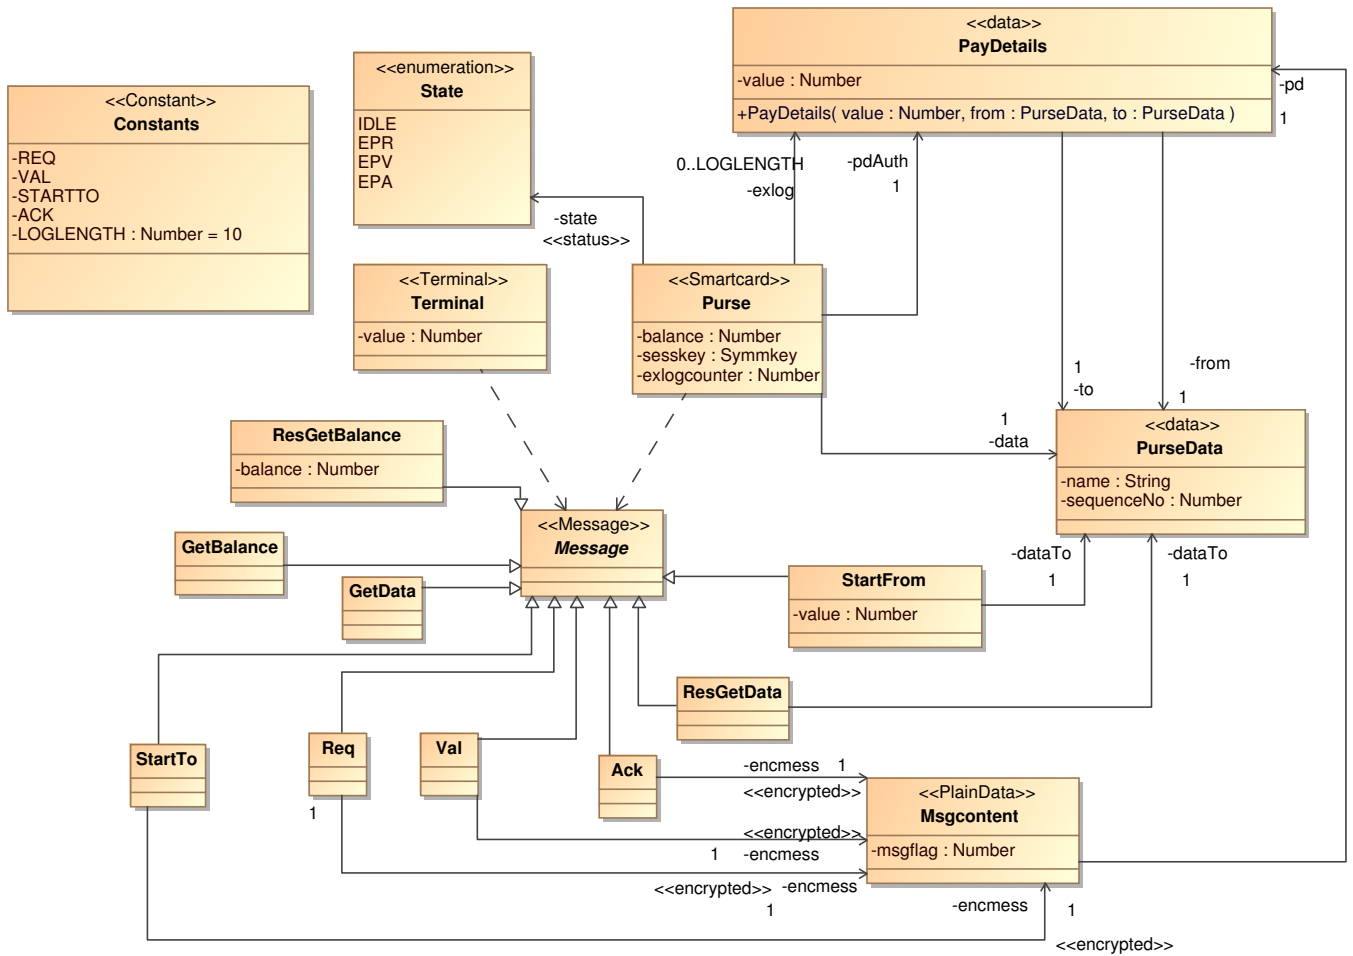 <<data>>
PayDetails
-value : Number
+PayDetails( value : Number, from : PurseData, to : PurseData )
<<enumeration>>
State
IDLE
EPR
EPV
EPA
<<Constant>>
Constants
-REQ
-VAL
-STARTTO
-ACK
-LOGLENGTH : Number = 10
-pd
1
0..LOGLENGTH
-exlog
-pdAuth
1
-state
<<status>>
<<Terminal>>
Terminal
-value : Number
<<Smartcard>>
Purse
-balance : Number
-sesskey : Symmkey
-exlogcounter : Number
1
-to
-from
1
1
-data
<<data>>
PurseData
-name : String
-sequenceNo : Number
ResGetBalance
-balance : Number
<<Message>>
Message
GetBalance
GetData
-dataTo
1
-dataTo
1
StartFrom
-value : Number
ResGetData
StartTo
Req
1
Val
Ack
-encmess 1
<<encrypted>>
<<PlainData>>
Msgcontent
-msgflag : Number
<<encrypted>>
1 -encmess
<<encrypted>> -encmess
1
-encmess 1
<<encrypted>>